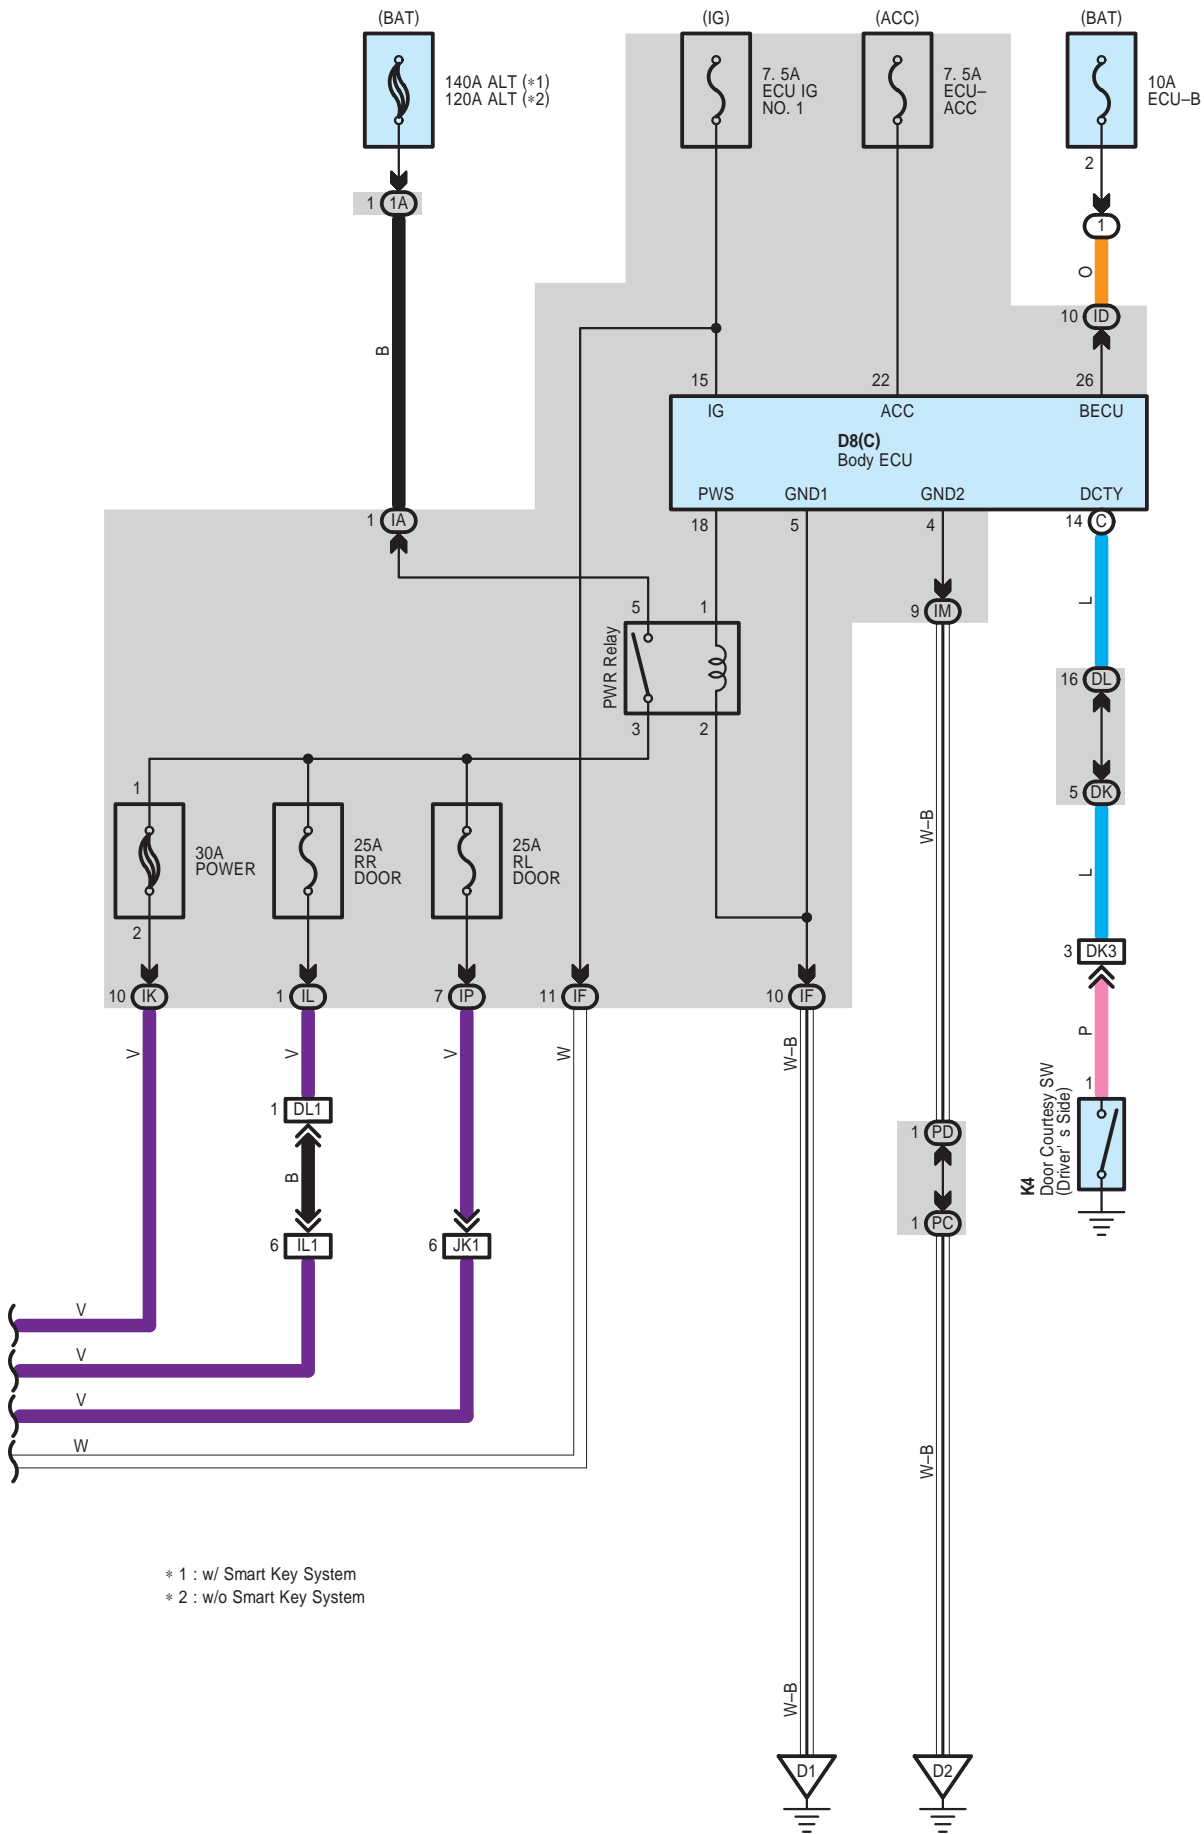 (BAT)
(IG)
(ACC)
(BAT)
140A ALT (∗1)
120A ALT (∗2)
7. 5A
ECU IG
NO. 1
7. 5A
ECU–
ACC
10A
ECU–B
2
1 1A
1
O
10 ID
B
15
22
26
IG
ACC
BECU
D8(C)
Body ECU
PWS
GND1
GND2
DCTY
1 IA
18
5
4
14 C
L
5
1
9 IM
PWR Relay
16 DL
3
2
1
5 DK
30A
POWER
25A
RR
DOOR
25A
RL
DOOR
W–B
L
2
3 DK3
10 IK
1 IL
7 IP
11 IF
10 IF
V
V
V
W
W–B
P
1
1 DL1
K4
Door Courtesy SW
(Driver' s Side)
1 PD
B
6 IL1
6 JK1
1 PC
V
V
V
W
W–B
∗ 1 : w/ Smart Key System
∗ 2 : w/o Smart Key System
W–B
D1
D2